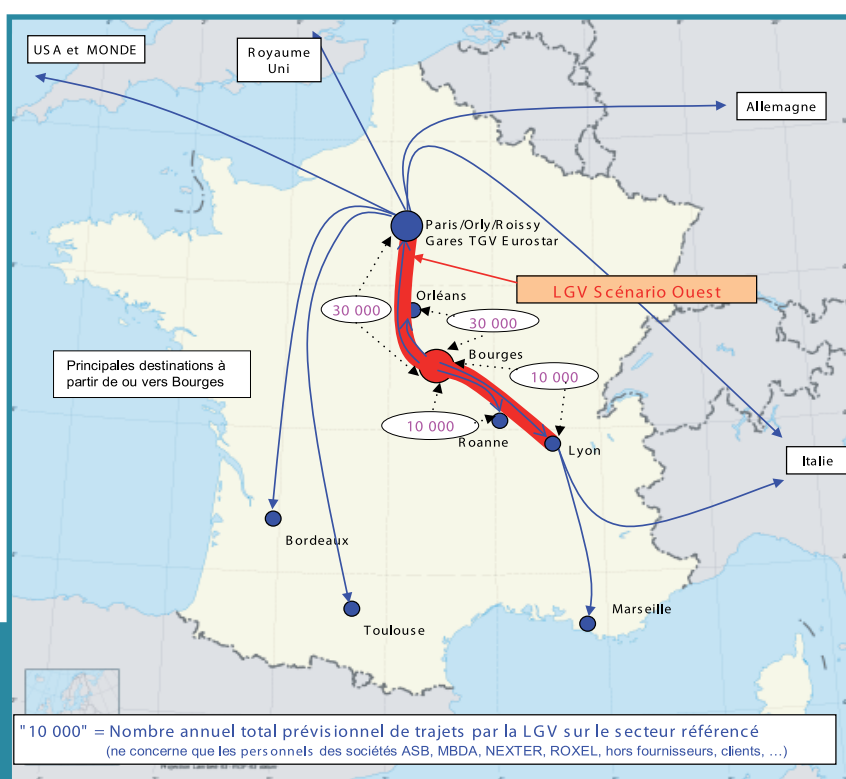 USA et MONDE
Royaume
Uni
Allemagne
Paris/Orly/Roissy
Gares TGV Eurostar
LGV Scénario Ouest
Orléans
30 000
30 000
Bourges
Principales destinations à
partir de ou vers Bourges
10 000
10 000
Roanne
Lyon
Italie
Bordeaux
Toulouse
Marseille
"10 000" = Nombre annuel total prévisionnel de trajets par la LGV sur le secteur référencé
(ne concerne que les personnels des sociétés ASB, MBDA, NEXTER, ROXEL, hors fournisseurs, clients, ...)